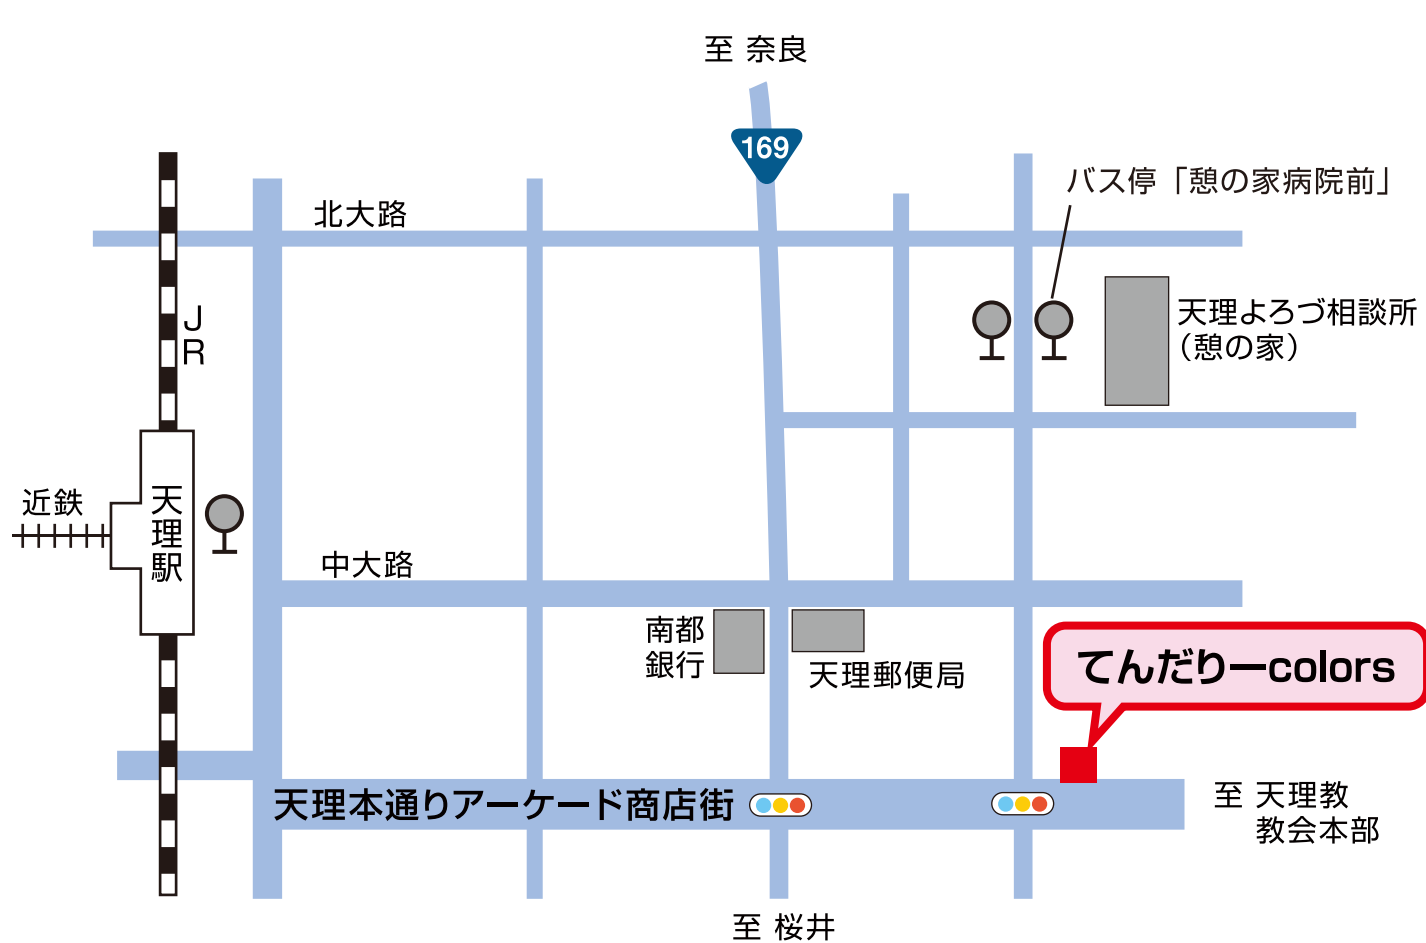 至 奈良
169
バス停「憩の家病院前」
北大路
天理よろづ相談所
（憩の家）
JR
近鉄
天理駅
中大路
南都
銀行
天理郵便局
てんだりーcolors
天理本通りアーケード商店街
至 天理教
教会本部
至 桜井